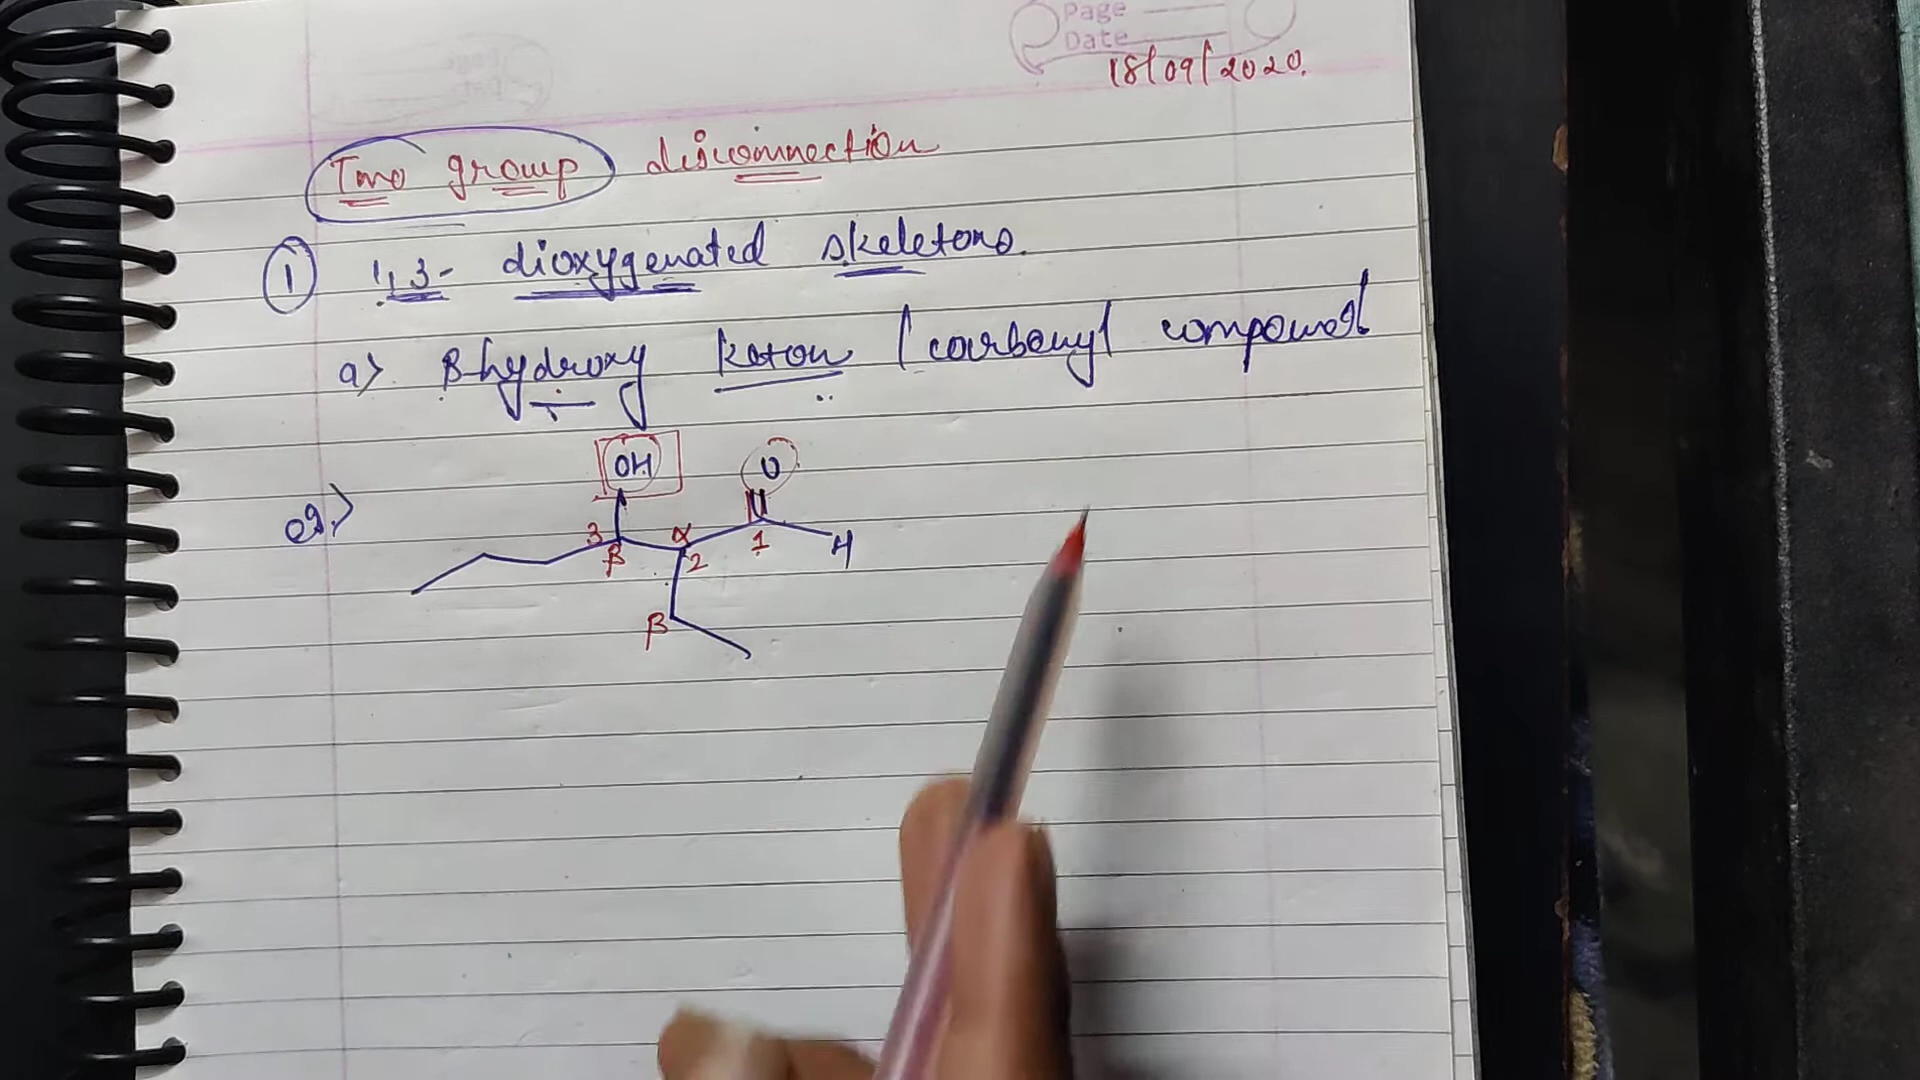 Page
Date
18/09/2020.
Two group disconnection
① 1,3- dioxygenated skeletons.
a) β-hydroxy keton / carbonyl compound
eg.>
OH O
3 α
β 2 1 H
β